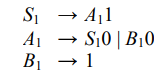 S₁ → A₁1
A₁ → S₁0 | B₁0
B₁ → 1